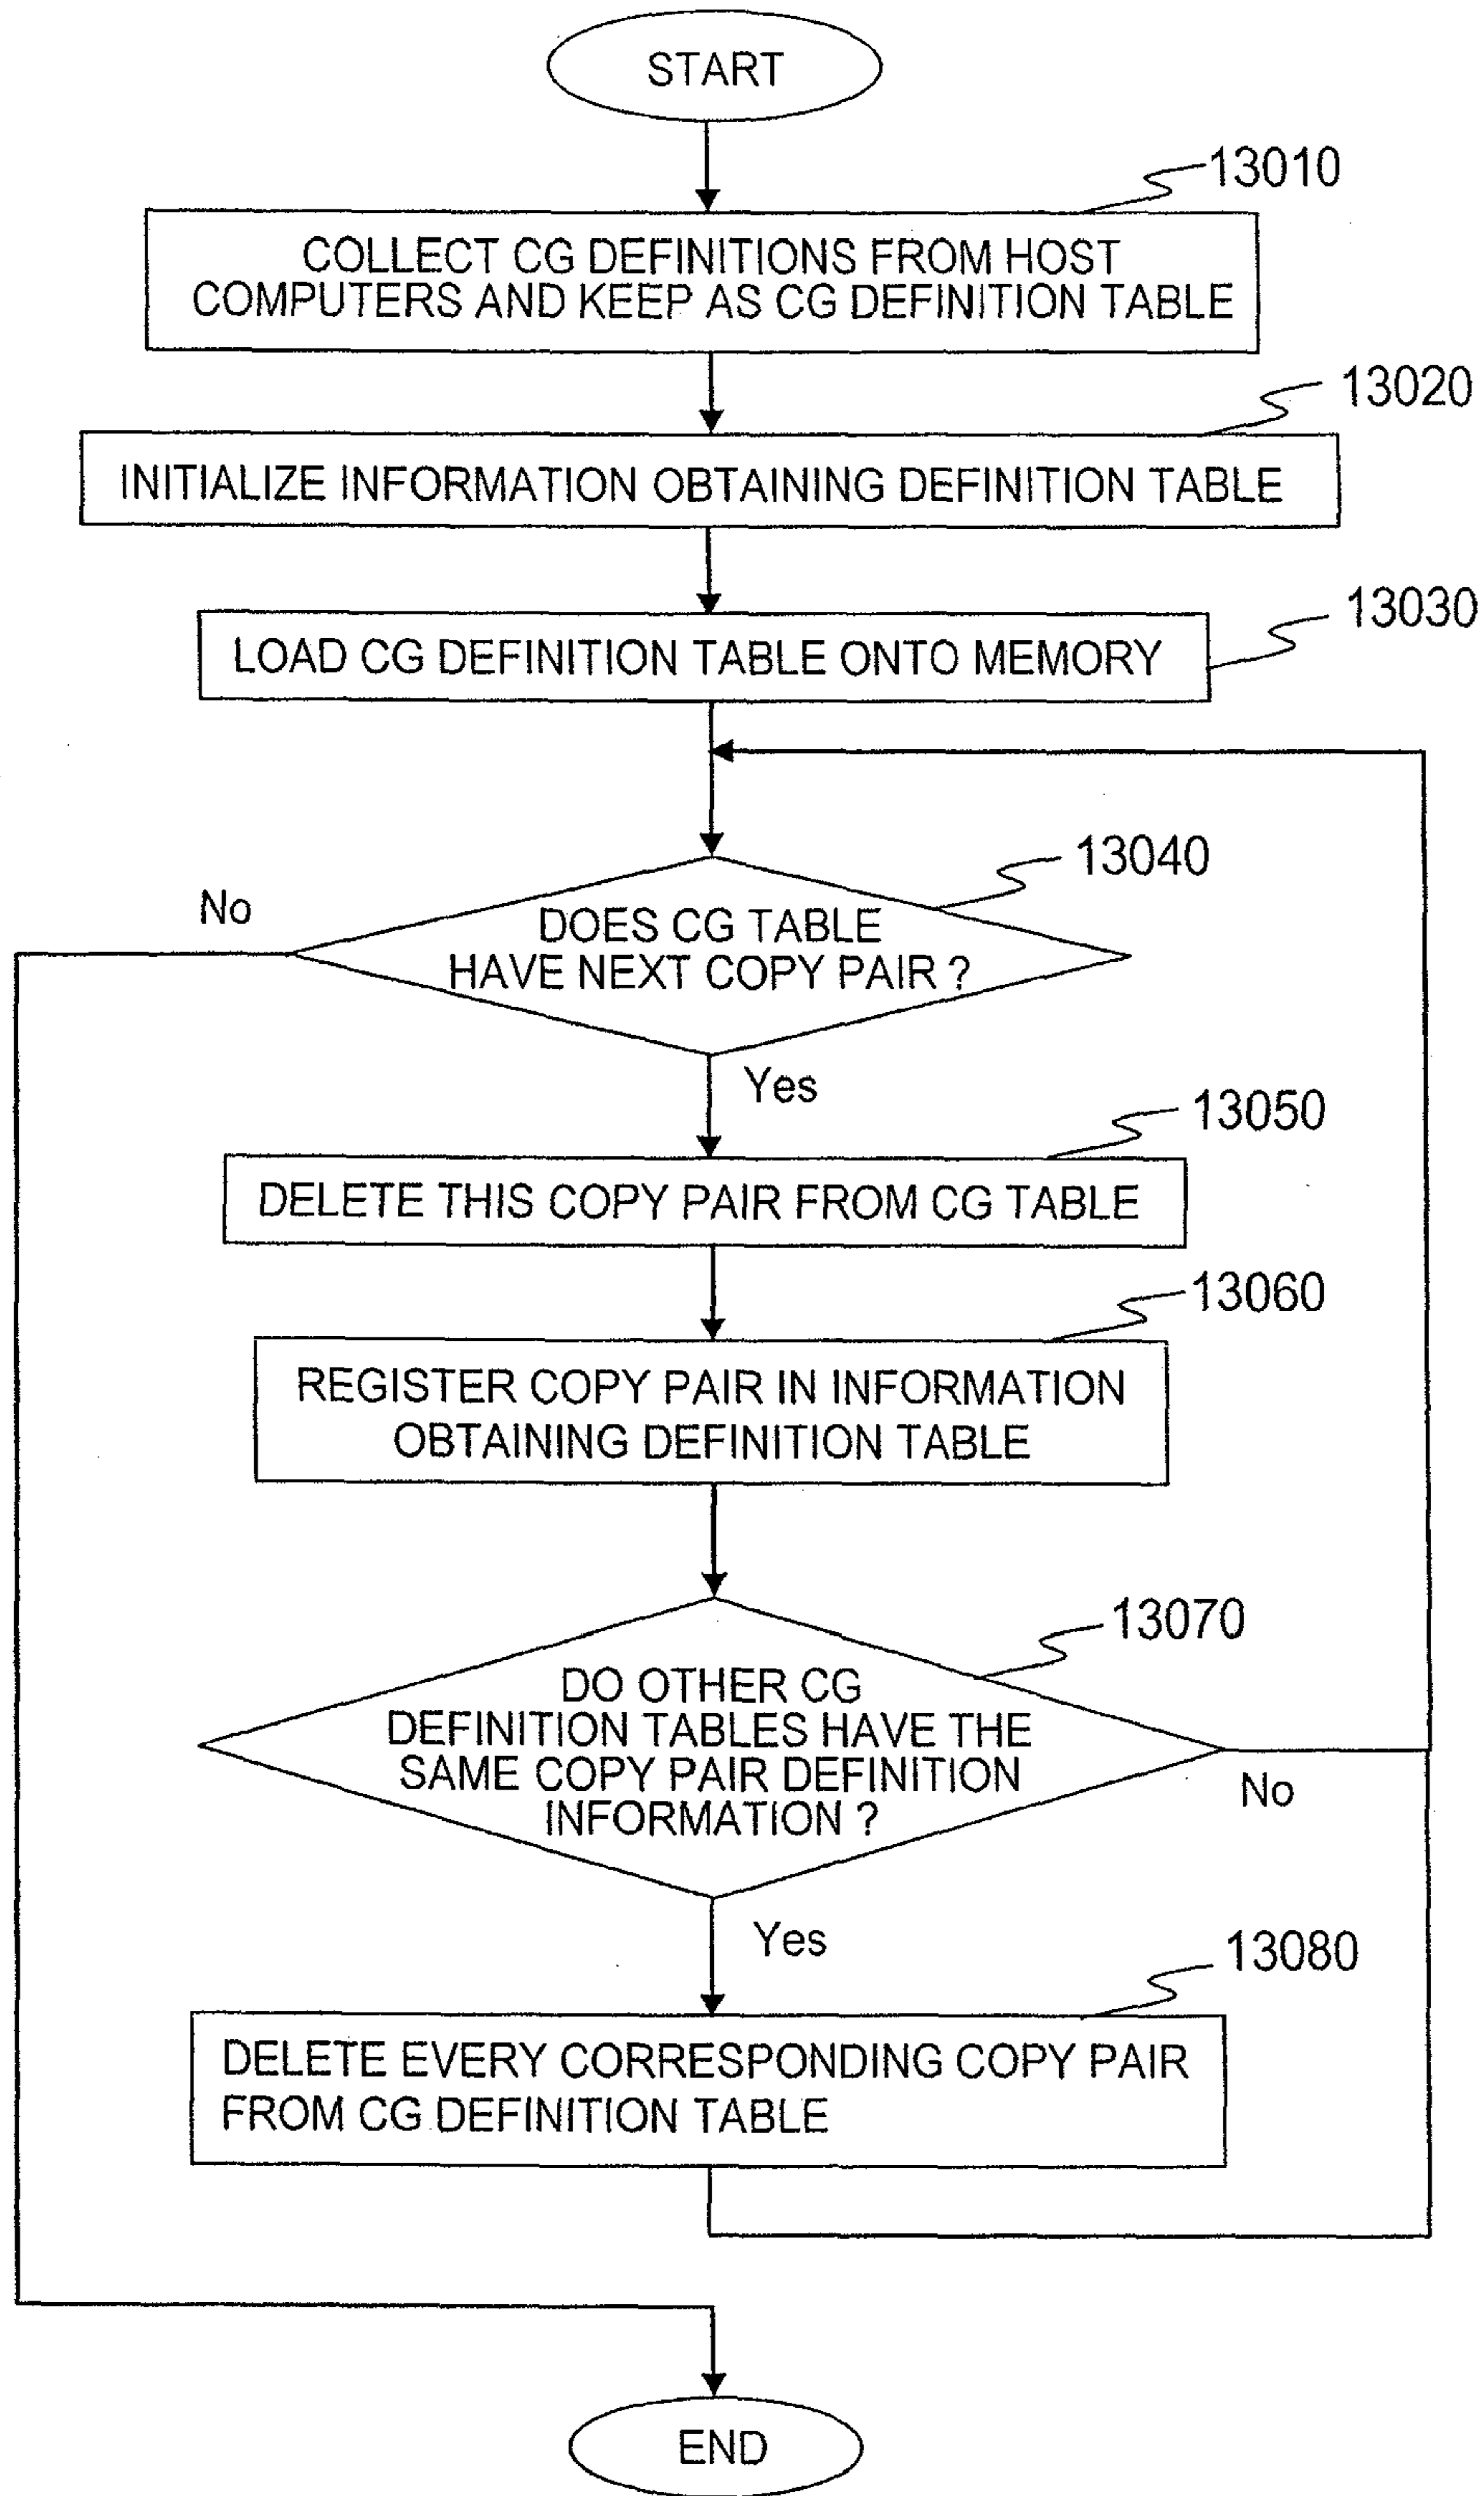 START
13010
COLLECT CG DEFINITIONS FROM HOST
COMPUTERS AND KEEP AS CG DEFINITION TABLE
13020
INITIALIZE INFORMATION OBTAINING DEFINITION TABLE
13030
LOAD CG DEFINITION TABLE ONTO MEMORY
13040
No
DOES CG TABLE
HAVE NEXT COPY PAIR ?
Yes
13050
DELETE THIS COPY PAIR FROM CG TABLE
13060
REGISTER COPY PAIR IN INFORMATION
OBTAINING DEFINITION TABLE
13070
DO OTHER CG
DEFINITION TABLES HAVE THE
SAME COPY PAIR DEFINITION
INFORMATION ?
No
Yes
13080
DELETE EVERY CORRESPONDING COPY PAIR
FROM CG DEFINITION TABLE
END